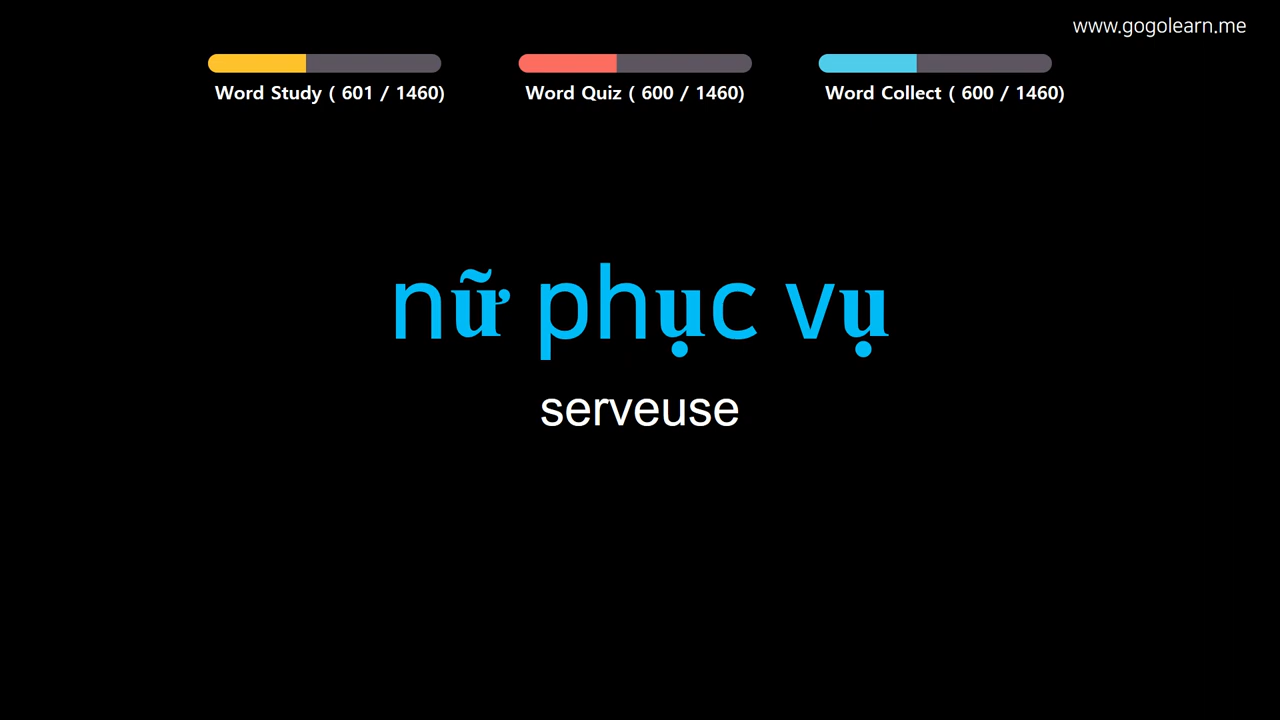 www.gogolearn.me
Word Study ( 601 / 1460)
Word Quiz ( 600 / 1460)
Word Collect ( 600 / 1460)
nữ phục vụ
serveuse